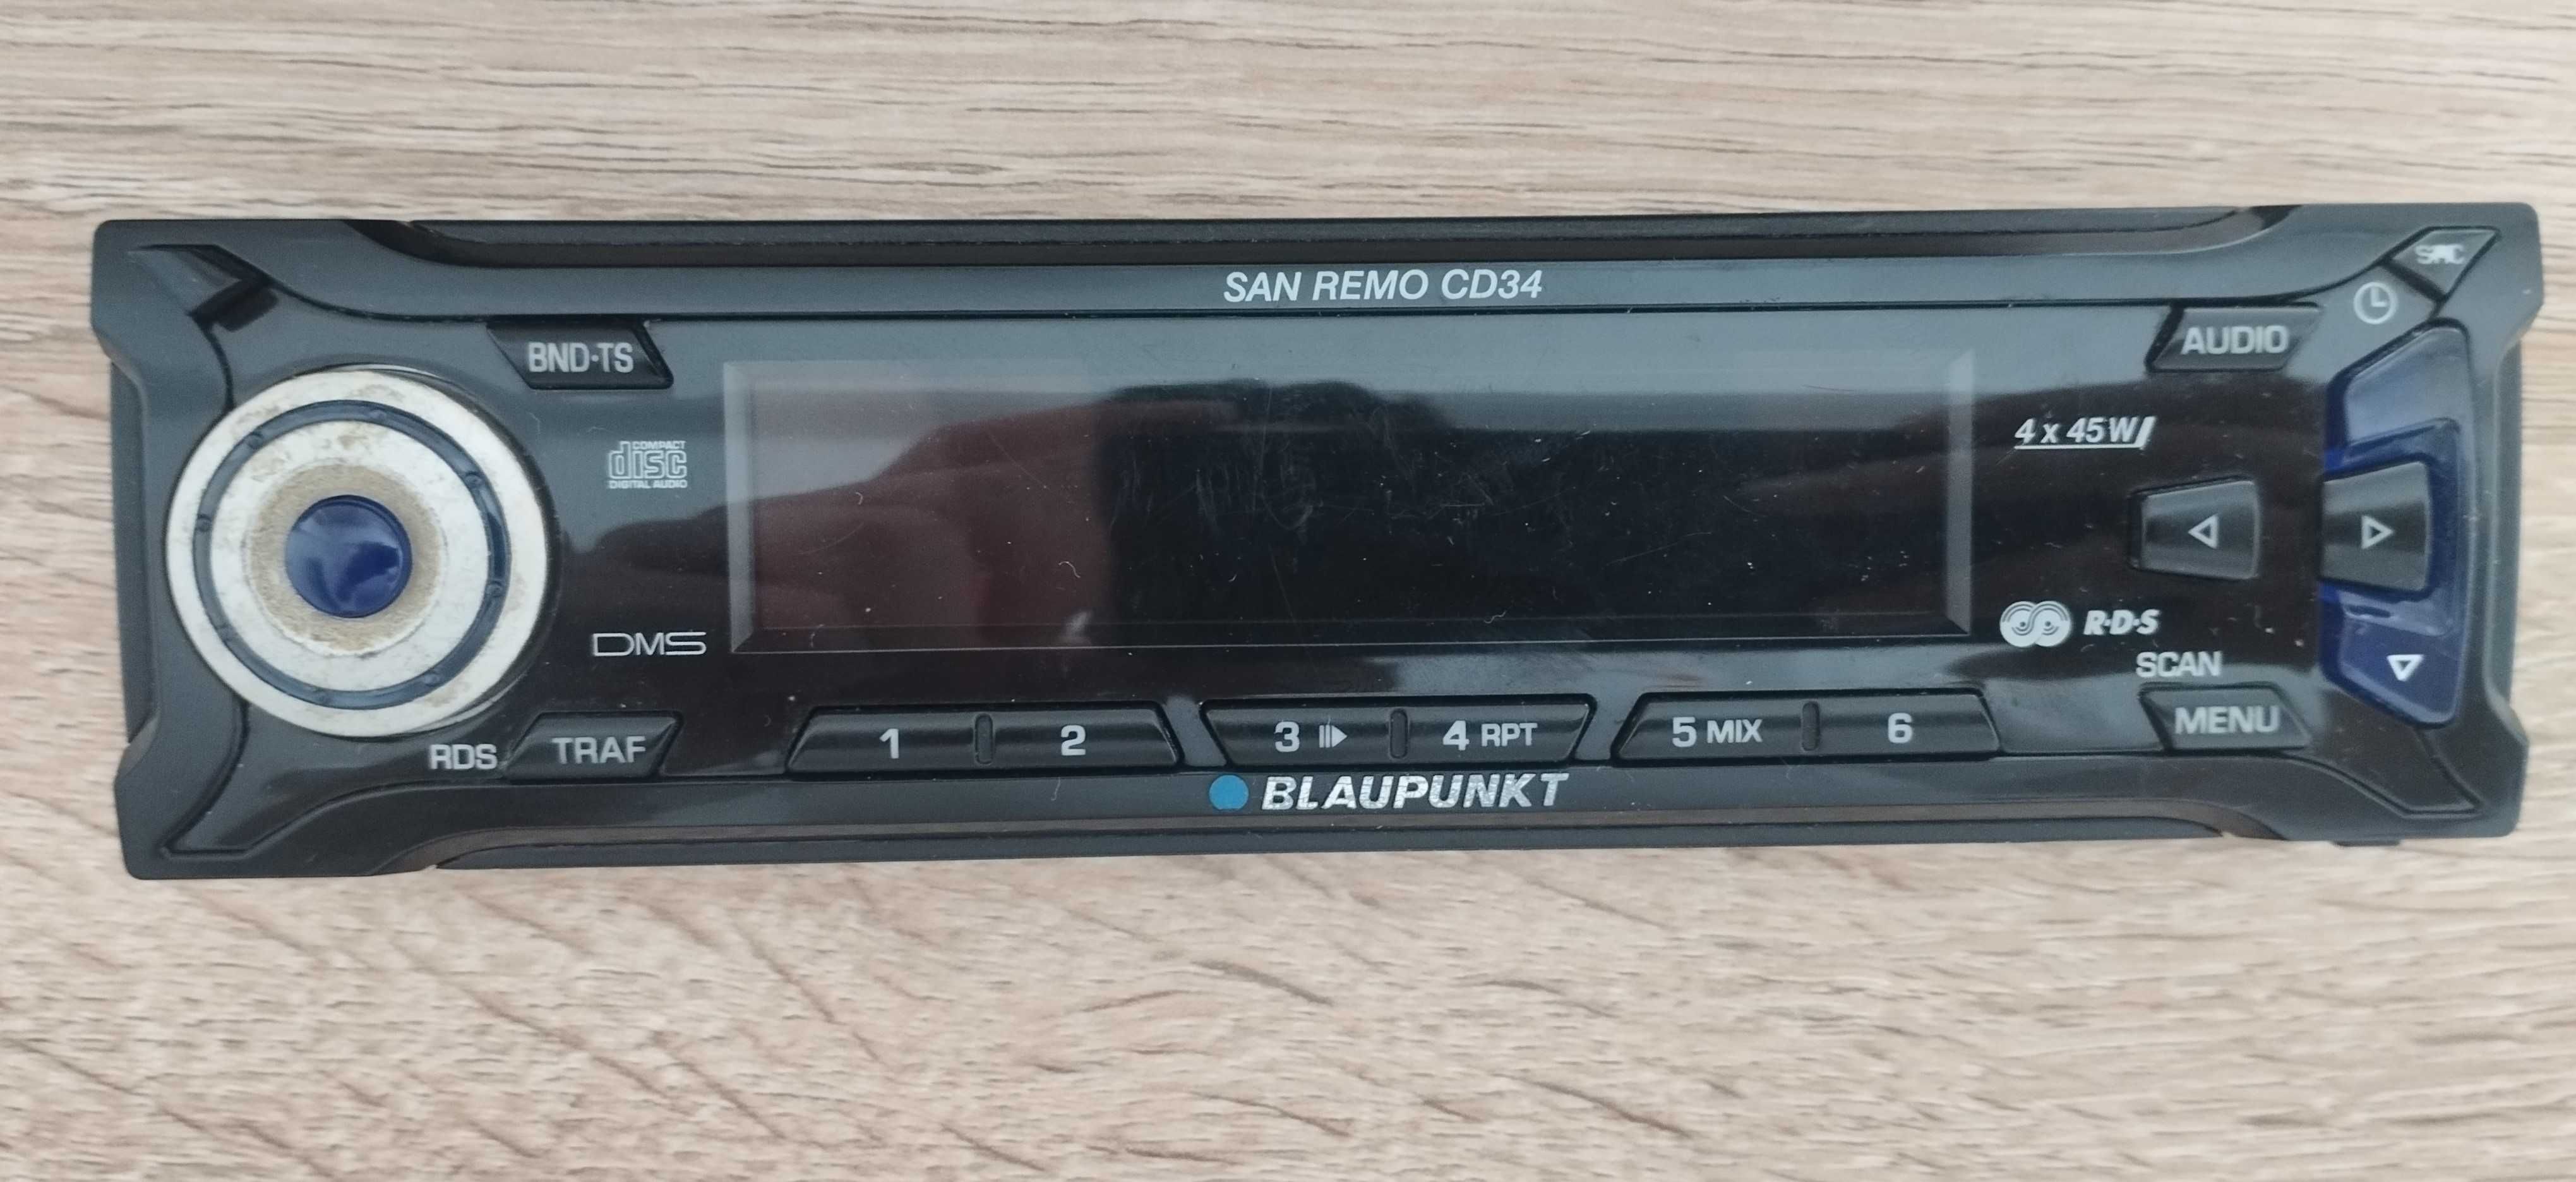 SAN REMO CD34
SRC
BND·TS
AUDIO
COMPACT
disc
DIGITAL AUDIO
4 x 45W
DMS
R·D·S
SCAN
RDS TRAF
1 2 3 4 RPT 5 MIX 6
MENU
BLAUPUNKT